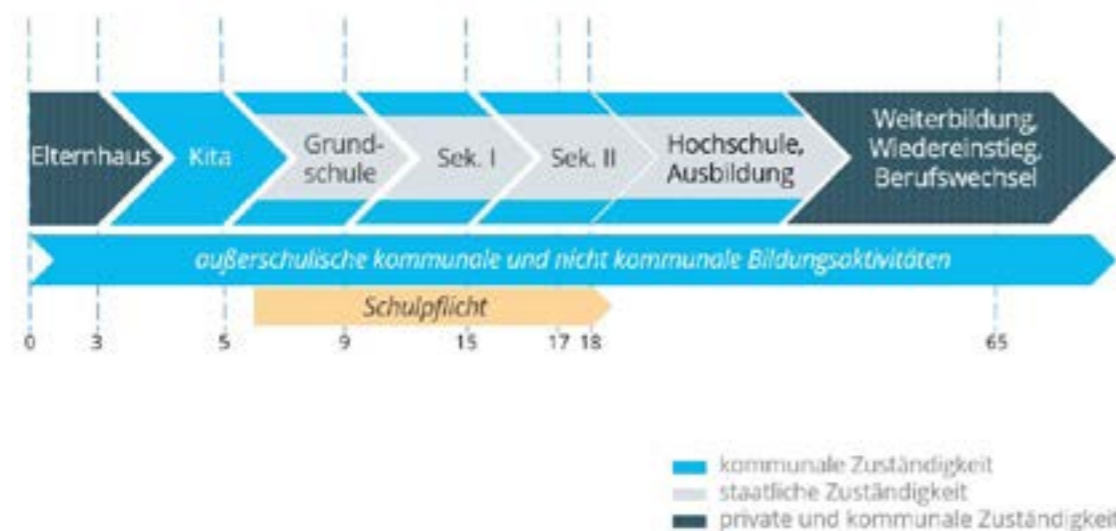 Elternhaus
Kita
Grund-
schule
Sek. I
Sek. II
Hochschule,
Ausbildung
Weiterbildung,
Wiedereinstieg,
Berufswechsel
außerschulische kommunale und nicht kommunale Bildungsaktivitäten
Schulpflicht
0 3 5 9 15 17 18 65
kommunale Zuständigkeit
staatliche Zuständigkeit
private und kommunale Zuständigkeit